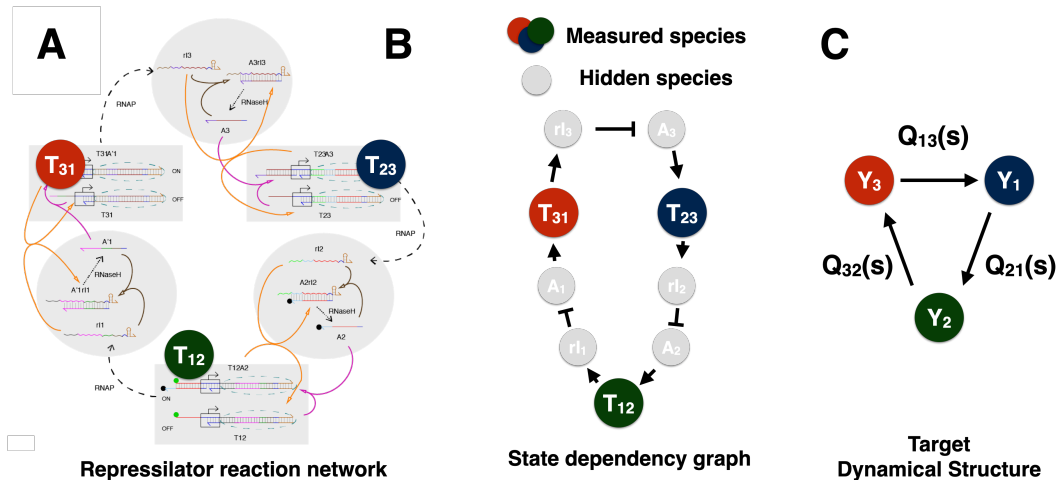 A
B
C
Measured species
Hidden species
rI3
A3rI3
RNaseH
A3
RNAP
T31
T31A'1
ON
OFF
T31
T23A3
T23
ON
OFF
T23
RNAP
A'1
RNaseH
A'1rI1
rI1
rI2
A2rI2
RNaseH
A2
T12
T12A2
ON
OFF
T12
RNAP
Repressilator reaction network
rI3
A3
T31
T23
A1
rI2
rI1
A2
T12
State dependency graph
Q13(s)
Y3
Y1
Q32(s)
Q21(s)
Y2
Target
Dynamical Structure